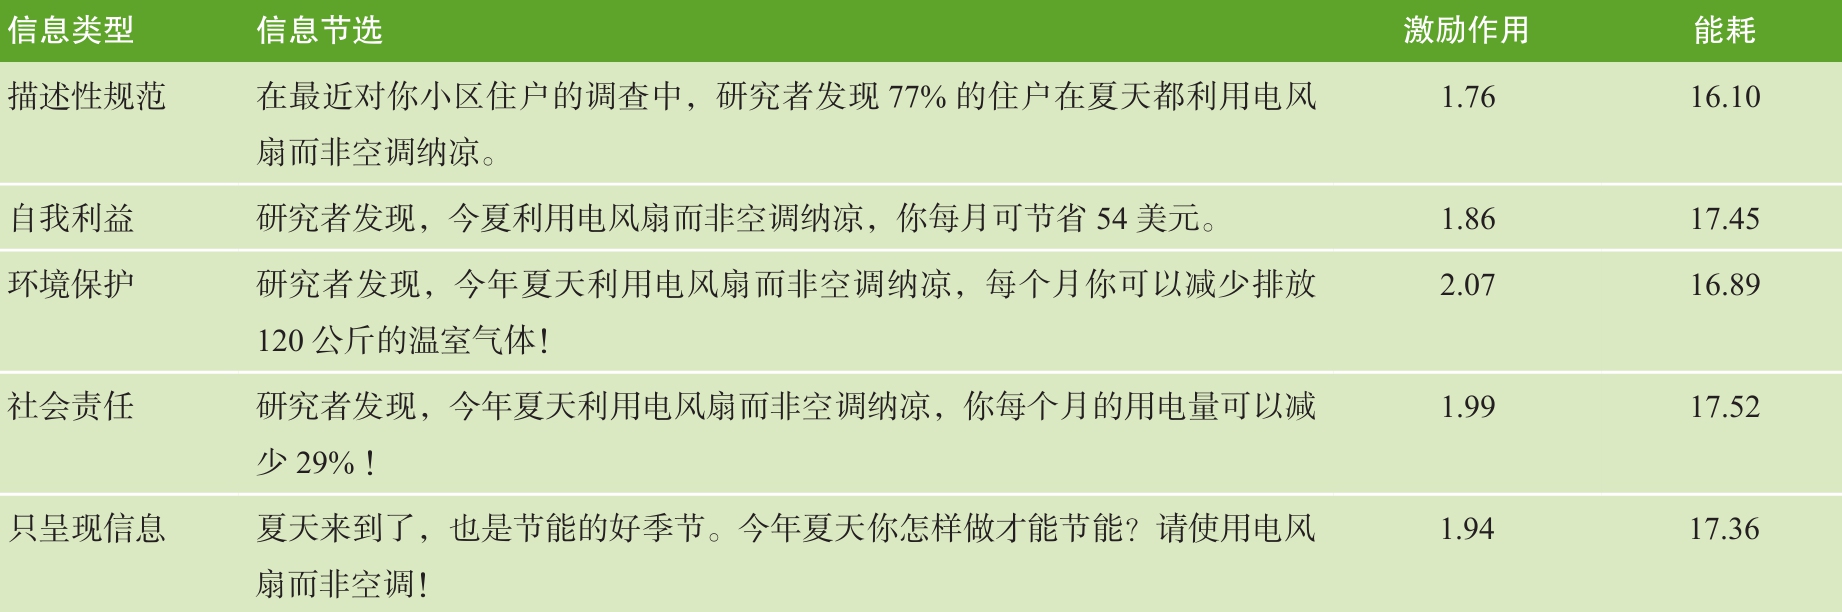 信息类型 信息节选 激励作用 能耗
描述性规范 在最近对你小区住户的调查中，研究者发现 77% 的住户在夏天都利用电风 1.76 16.10
扇而非空调纳凉。
自我利益 研究者发现，今夏利用电风扇而非空调纳凉，你每月可节省 54 美元。 1.86 17.45
环境保护 研究者发现，今年夏天利用电风扇而非空调纳凉，每个月你可以减少排放 2.07 16.89
120 公斤的温室气体！
社会责任 研究者发现，今年夏天利用电风扇而非空调纳凉，你每个月的用电量可以减 1.99 17.52
少 29%！
只呈现信息 夏天来到了，也是节能的好季节。今年夏天你怎样做才能节能？请使用电风 1.94 17.36
扇而非空调！